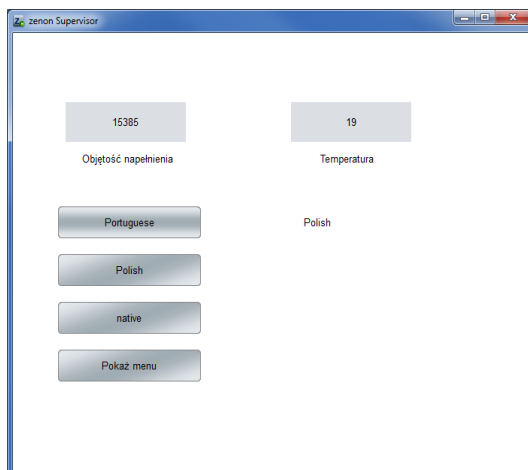 zenon Supervisor
15385
19
Objętość napełnienia
Temperatura
Portuguese
Polish
Polish
native
Pokaż menu